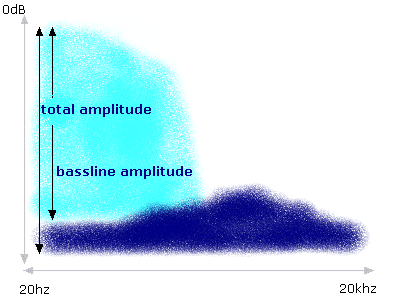 0dB
total amplitude
bassline amplitude
20hz
20khz